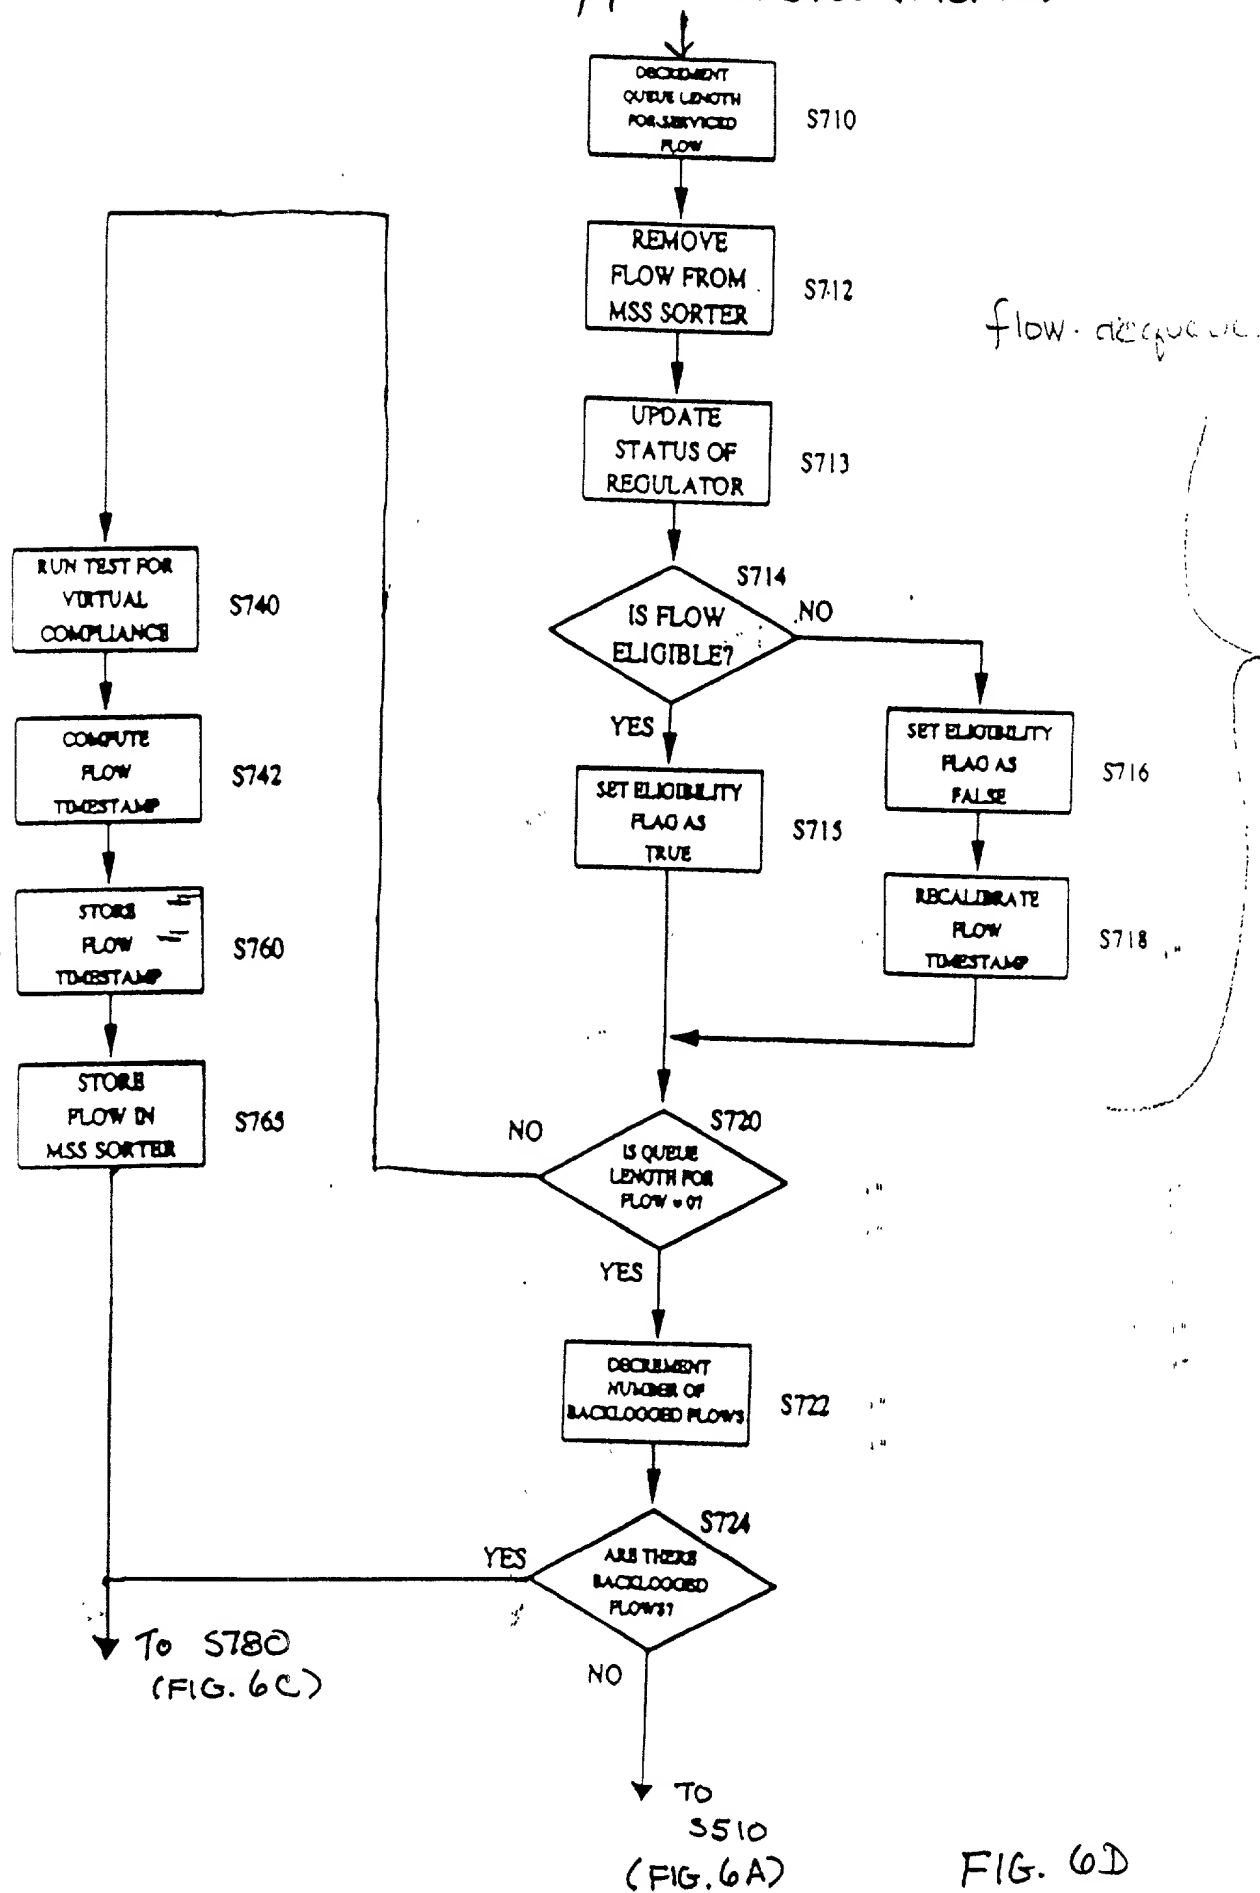 DECREMENT
QUEUE LENGTH
FOR SERVICED
FLOW
S710
REMOVE
FLOW FROM
MSS SORTER
S712
flow
UPDATE
STATUS OF
REGULATOR
S713
IS FLOW
ELIGIBLE?
S714
NO
YES
SET ELIGIBILITY
FLAG AS
TRUE
S715
SET ELIGIBILITY
FLAG AS
FALSE
S716
RECALIBRATE
FLOW
TIMESTAMP
S718
RUN TEST FOR
VIRTUAL
COMPLIANCE
S740
COMPUTE
FLOW
TIMESTAMP
S742
STORE
FLOW
TIMESTAMP
S760
STORE
FLOW IN
MSS SORTER
S765
NO
S720
IS QUEUE
LENGTH FOR
FLOW = 0?
YES
DECREMENT
NUMBER OF
BACKLOGGED FLOWS
S722
S724
ARE THERE
BACKLOGGED
FLOWS?
YES
NO
TO S780
(FIG. 6C)
TO
S510
(FIG. 6A)
FIG. 6D